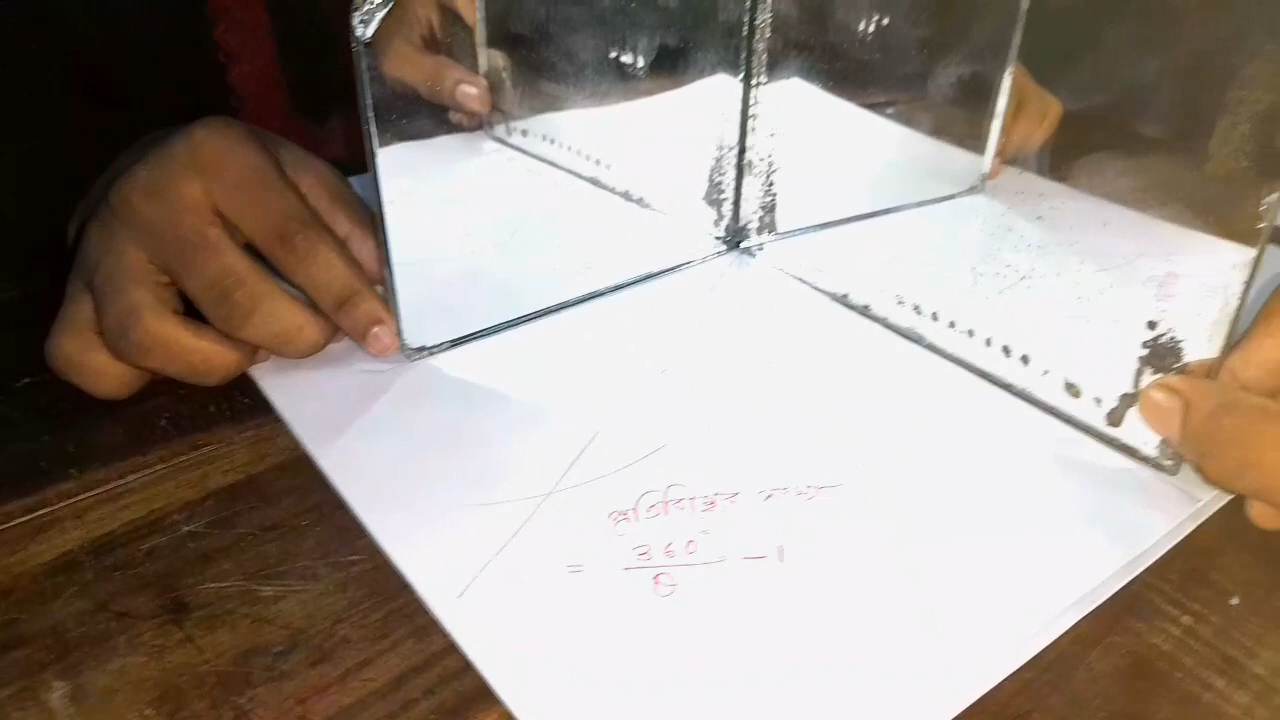 প্রতিবিম্বের সংখ্যা
= 360° / θ - 1